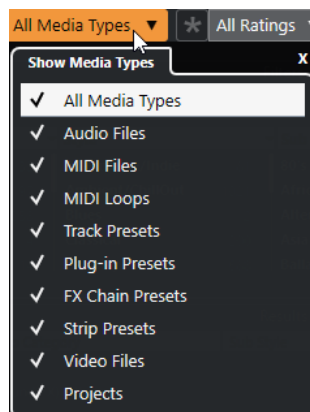 All Media Types All Ratings
Show Media Types X
All Media Types
Audio Files
MIDI Files
MIDI Loops
Track Presets
Plug-in Presets
FX Chain Presets
Strip Presets
Video Files
Projects